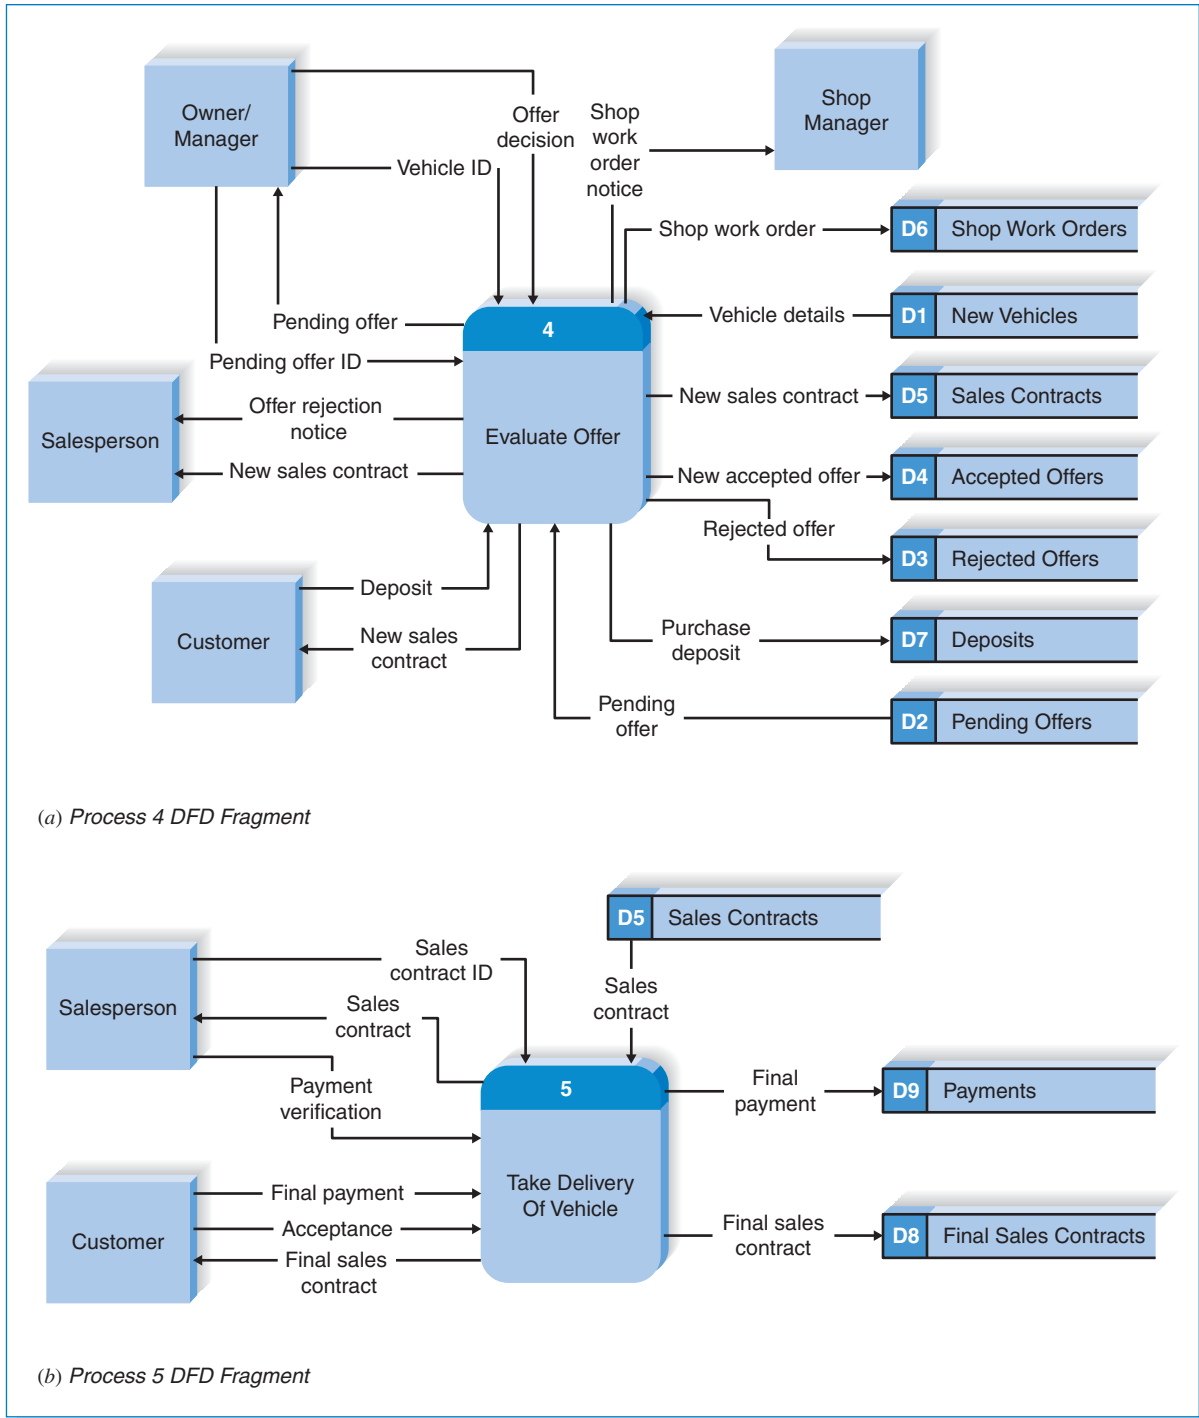 Owner/
Manager
Offer
decision
Shop
work
order
notice
Shop
Manager
Vehicle ID
Shop work order
D6 Shop Work Orders
Pending offer
4
Vehicle details
D1 New Vehicles
Pending offer ID
New sales contract
D5 Sales Contracts
Salesperson
Offer rejection
notice
Evaluate Offer
New sales contract
New accepted offer
D4 Accepted Offers
Rejected offer
D3 Rejected Offers
Customer
Deposit
New sales
contract
Purchase
deposit
D7 Deposits
Pending
offer
D2 Pending Offers
(a) Process 4 DFD Fragment
D5 Sales Contracts
Salesperson
Sales
contract ID
Sales
contract
Sales
contract
Payment
verification
5
Final
payment
D9 Payments
Take Delivery
Of Vehicle
Customer
Final payment
Acceptance
Final sales
contract
Final sales
contract
D8 Final Sales Contracts
(b) Process 5 DFD Fragment